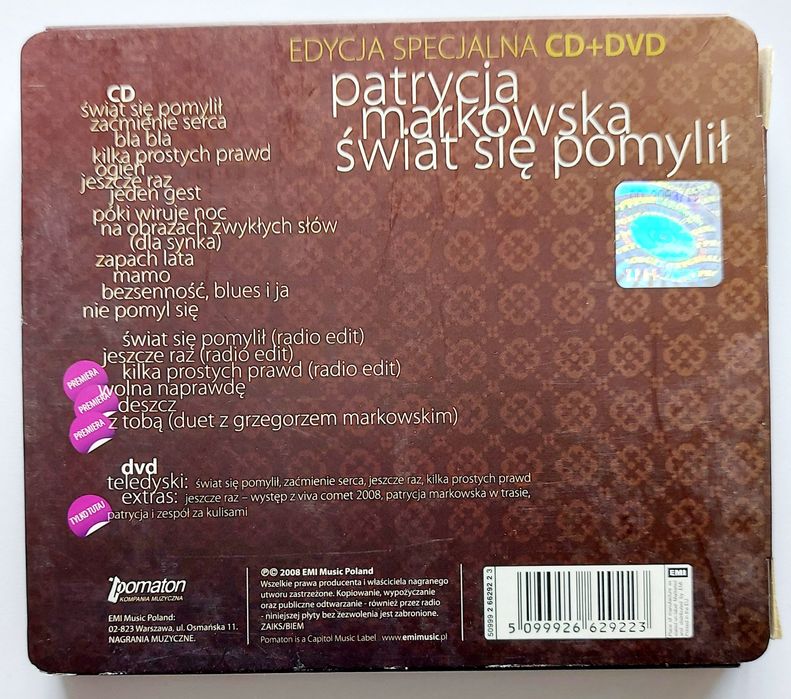 EDYCJA SPECJALNA CD+DVD
patrycja
markowska
świat się pomylił
CD
świat się pomylił
zaćmienie serca
bla bla
kilka prostych prawd
ogień
jeszcze raz
jeden gest
póki wiruje noc
na obrazach zwykłych słów
(dla synka)
zapach lata
mamo
bezsenność, blues i ja
nie pomyl się
świat się pomylił (radio edit)
jeszcze raz (radio edit)
kilka prostych prawd (radio edit)
PREMIERA wolna naprawdę
PREMIERA deszcz
PREMIERA z tobą (duet z grzegorzem markowskim)
dvd
teledyski: świat się pomylił, zaćmienie serca, jeszcze raz, kilka prostych prawd
extras: jeszcze raz – występ z viva comet 2008, patrycja markowska w trasie,
TYLKO TUTAJ patrycja i zespół za kulisami
pomaton
KOMPANIA MUZYCZNA
EMI Music Poland:
02-823 Warszawa, ul. Osmańska 11.
NAGRANIA MUZYCZNE.
℗© 2008 EMI Music Poland
Wszelkie prawa producenta i właściciela nagranego
utworu zastrzeżone. Kopiowanie, wypożyczanie
oraz publiczne odtwarzanie - również przez radio
- niniejszej płyty bez zezwolenia jest zabronione.
ZAIKS/BIEM
Pomaton is a Capitol Music Label . www.emimusic.pl
50999 2 66292 2 3
5 099926 629223
EMI